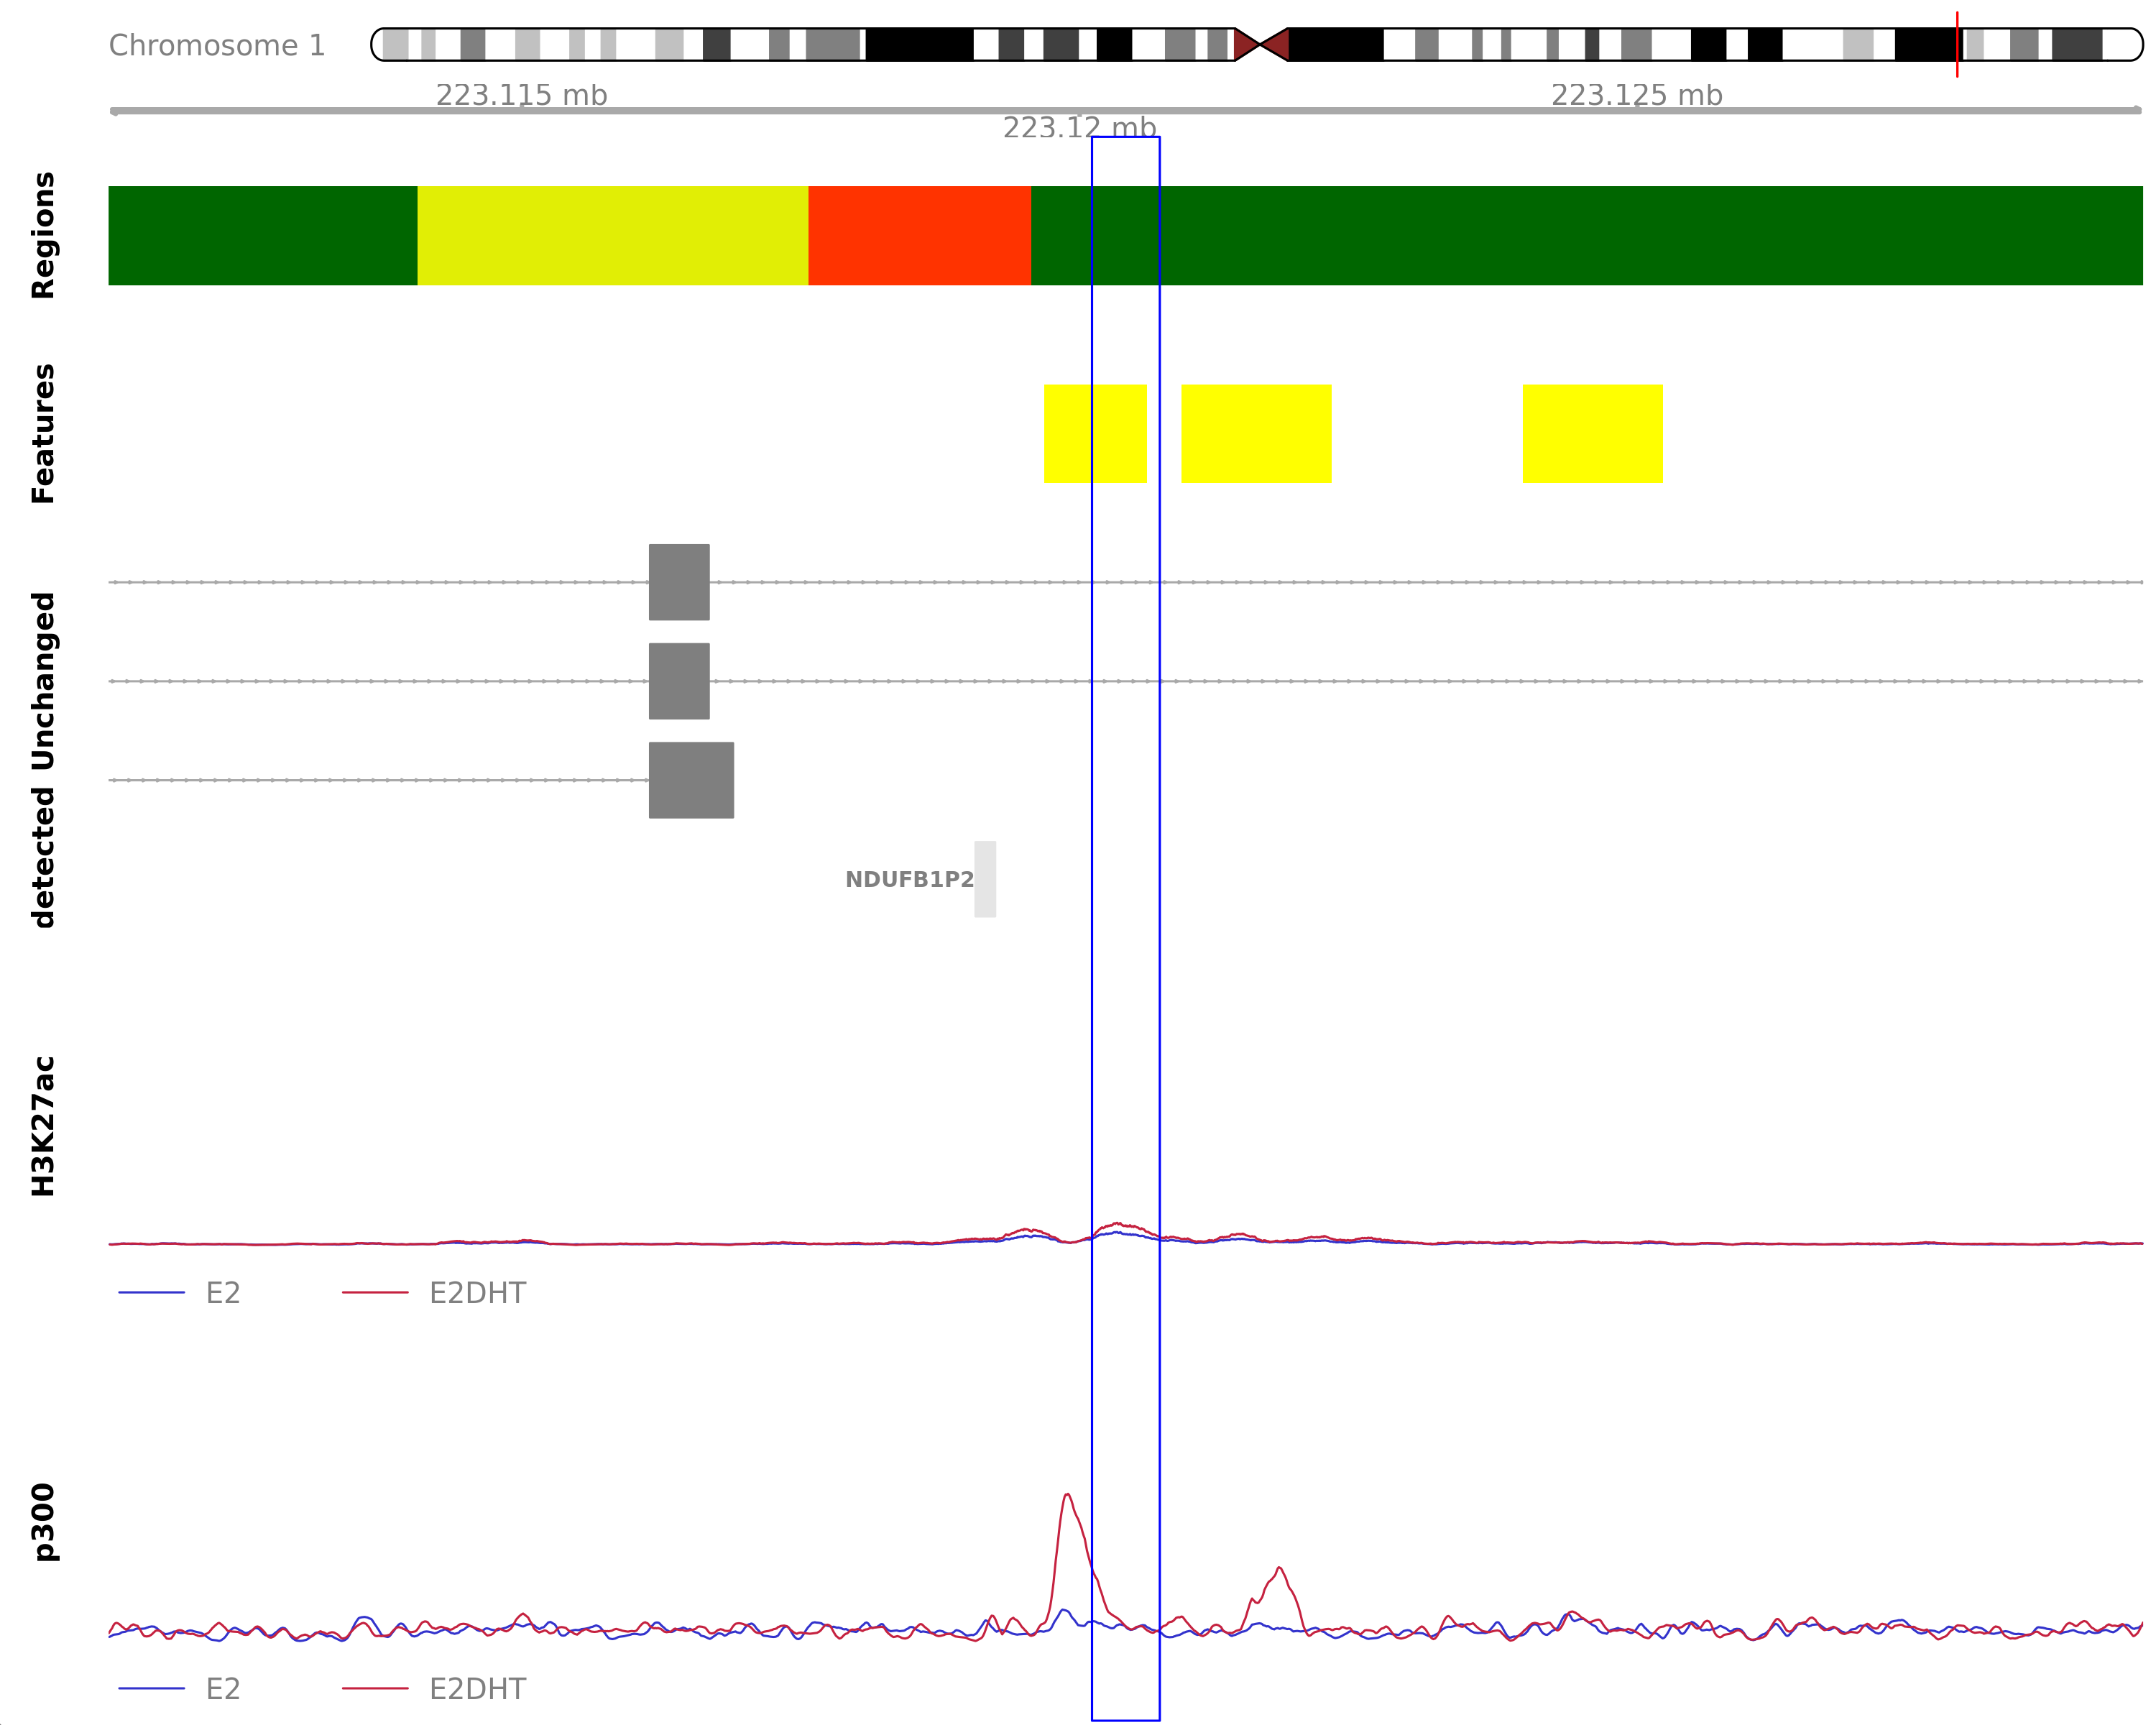 Chromosome 1
223.115 mb
223.125 mb
223.12 mb
Regions
Features
detected Unchanged
NDUFB1P2
H3K27ac
E2
E2DHT
p300
E2
E2DHT